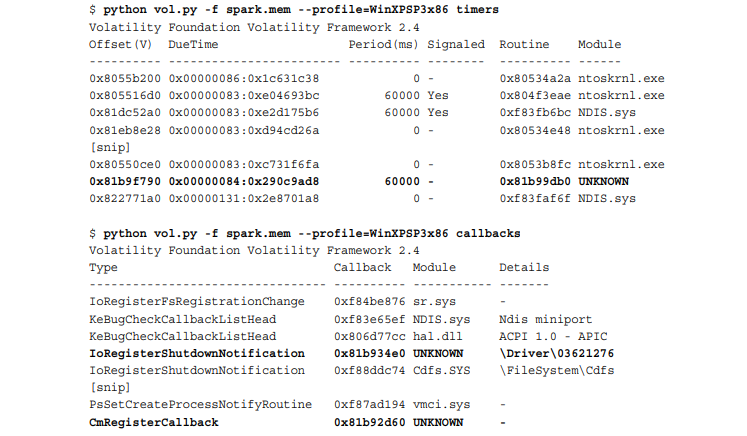 $ python vol.py -f spark.mem --profile=WinXPSP3x86 timers
Volatility Foundation Volatility Framework 2.4
Offset(V)  DueTime                  Period(ms) Signaled  Routine    Module
---------- ------------------------ ---------- --------- ---------- ------
0x8055b200 0x00000086:0x1c631c38             0 -         0x80534a2a ntoskrnl.exe
0x805516d0 0x00000083:0xe04693bc         60000 Yes       0x804f3eae ntoskrnl.exe
0x81dc52a0 0x00000083:0xe2d175b6         60000 Yes       0xf83fb6bc NDIS.sys
0x81eb8e28 0x00000083:0xd94cd26a             0 -         0x80534e48 ntoskrnl.exe
[snip]
0x80550ce0 0x00000083:0xc731f6fa             0 -         0x8053b8fc ntoskrnl.exe
0x81b9f790 0x00000084:0x290c9ad8         60000 -         0x81b99db0 UNKNOWN
0x822771a0 0x00000131:0x2e8701a8             0 -         0xf83faf6f NDIS.sys
$ python vol.py -f spark.mem --profile=WinXPSP3x86 callbacks
Volatility Foundation Volatility Framework 2.4
Type                               Callback   Module      Details
---------------------------------- ---------- ----------- -------
IoRegisterFsRegistrationChange     0xf84be876 sr.sys      -
KeBugCheckCallbackListHead         0xf83e65ef NDIS.sys    Ndis miniport
KeBugCheckCallbackListHead         0x806d77cc hal.dll     ACPI 1.0 - APIC
IoRegisterShutdownNotification     0x81b934e0 UNKNOWN     \Driver\03621276
IoRegisterShutdownNotification     0xf88ddc74 Cdfs.SYS    \FileSystem\Cdfs
[snip]
PsSetCreateProcessNotifyRoutine    0xf87ad194 vmci.sys    -
CmRegisterCallback                 0x81b92d60 UNKNOWN     -